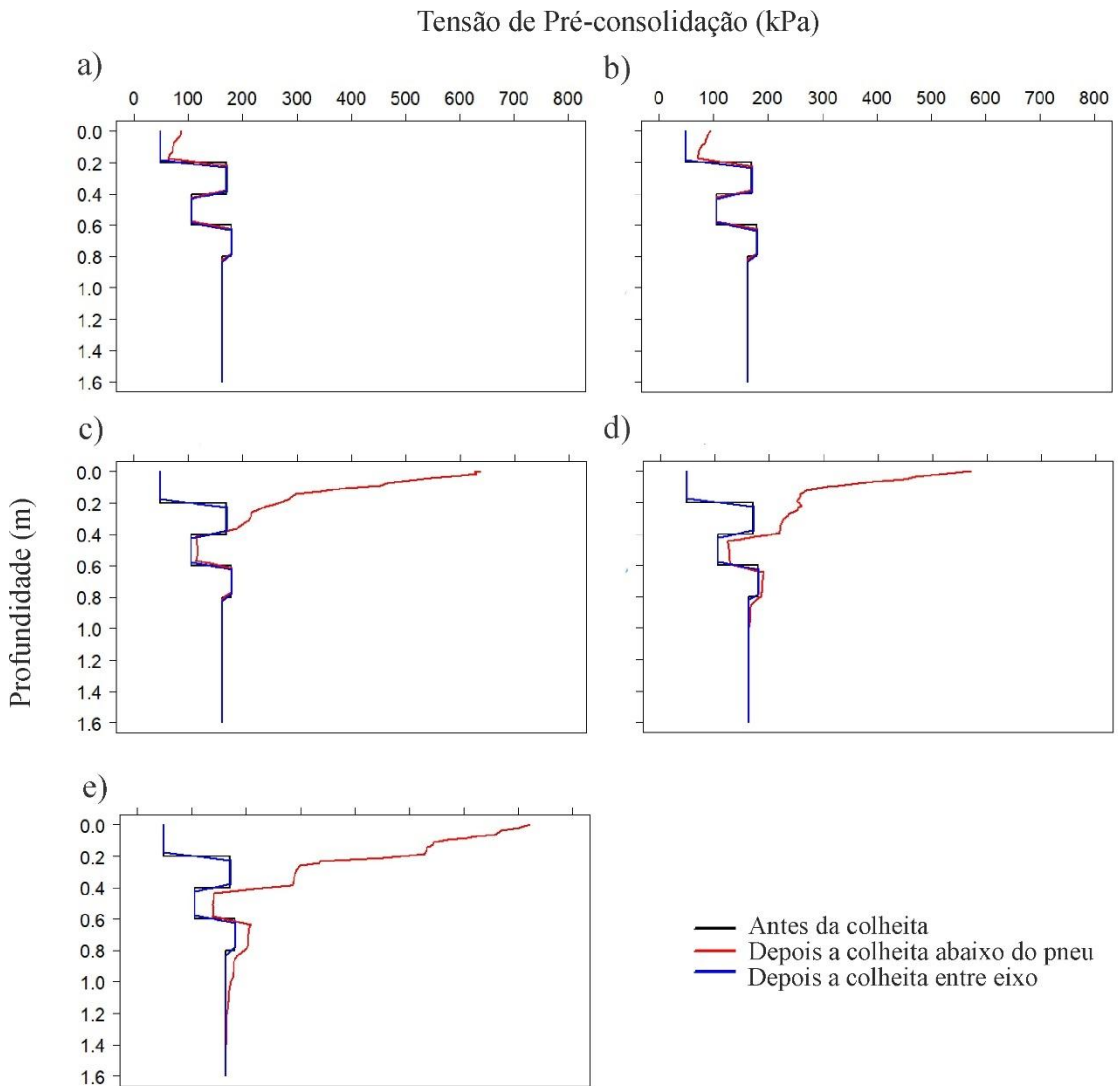 Tensão de Pré-consolidação (kPa)
a)
0 100 200 300 400 500 600 700 800
0.0
0.2
0.4
0.6
0.8
1.0
1.2
1.4
1.6
b)
0 100 200 300 400 500 600 700 800
c)
0.0
0.2
0.4
0.6
0.8
1.0
1.2
1.4
1.6
d)
Profundidade (m)
e)
0.0
0.2
0.4
0.6
0.8
1.0
1.2
1.4
1.6
Antes da colheita
Depois a colheita abaixo do pneu
Depois a colheita entre eixo